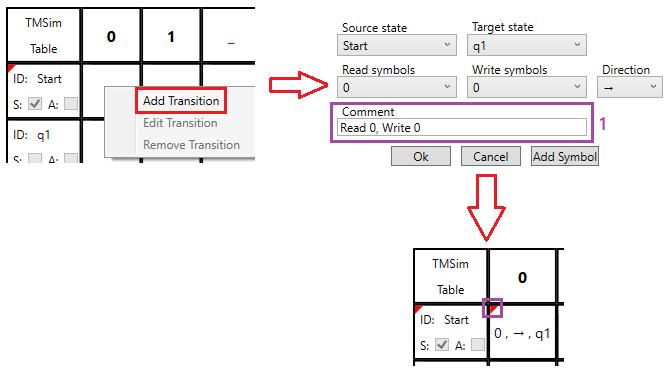 TMSim
Table
0
1
_
ID: Start
S: A:
ID: q1
S: A:
Add Transition
Edit Transition
Remove Transition
Source state
Target state
Start
q1
Read symbols
Write symbols
Direction
0
0
→
Comment
Read 0, Write 0
1
Ok
Cancel
Add Symbol
TMSim
Table
0
ID: Start
S: A:
0 , → , q1